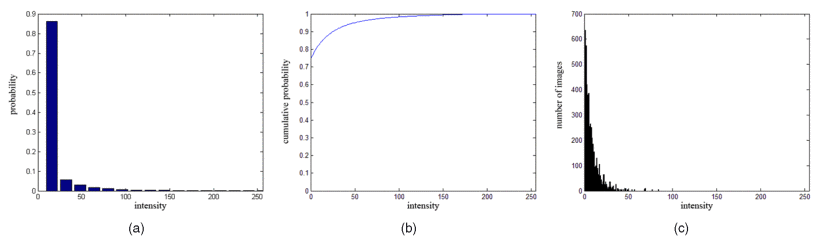 0.9
0.8
0.7
0.6
0.5
0.4
0.3
0.2
0.1
0
probability
0 50 100 150 200 250
intensity
(a)
1
0.9
0.8
0.7
0.6
0.5
0.4
0.3
0.2
0.1
0
cumulative probability
0 50 100 150 200 250
intensity
(b)
700
600
500
400
300
200
100
0
number of images
0 50 100 150 200 250
intensity
(c)